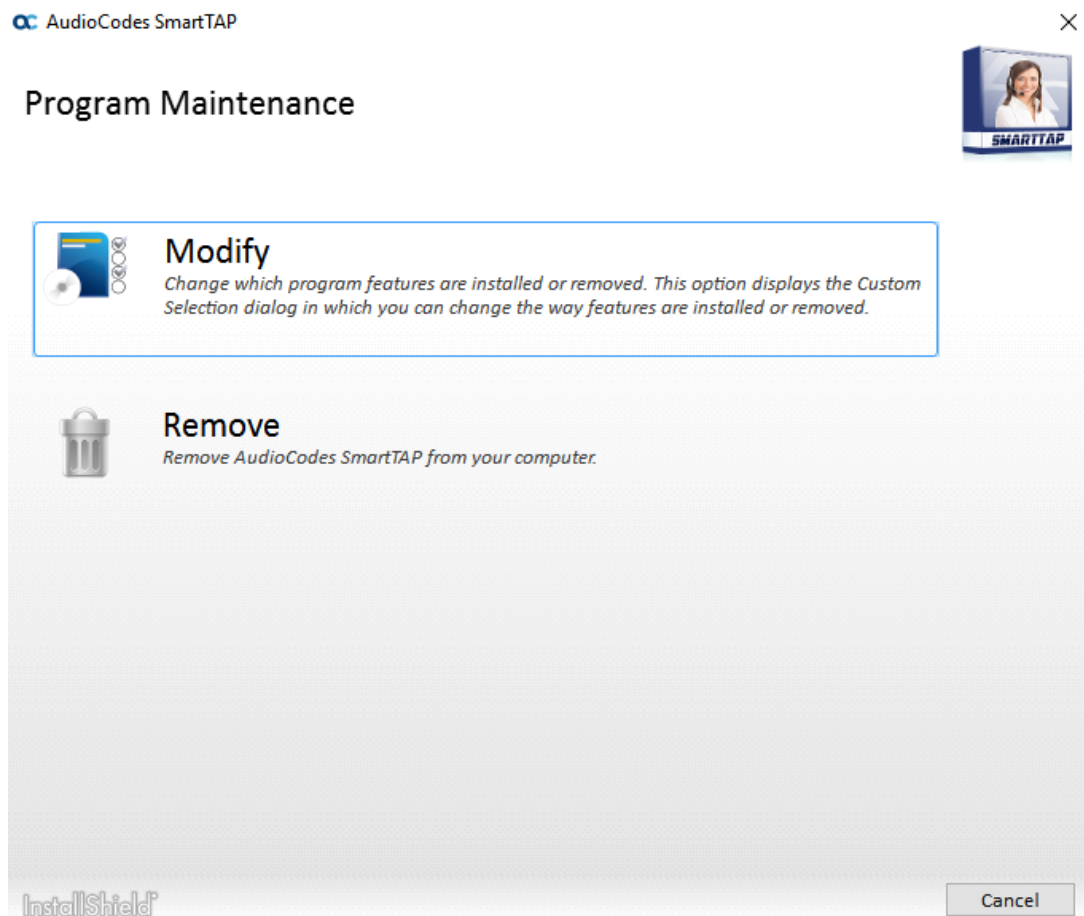 AudioCodes SmartTAP
Program Maintenance
SMARTTAP
Modify
Change which program features are installed or removed. This option displays the Custom
Selection dialog in which you can change the way features are installed or removed.
Remove
Remove AudioCodes SmartTAP from your computer.
InstallShield
Cancel